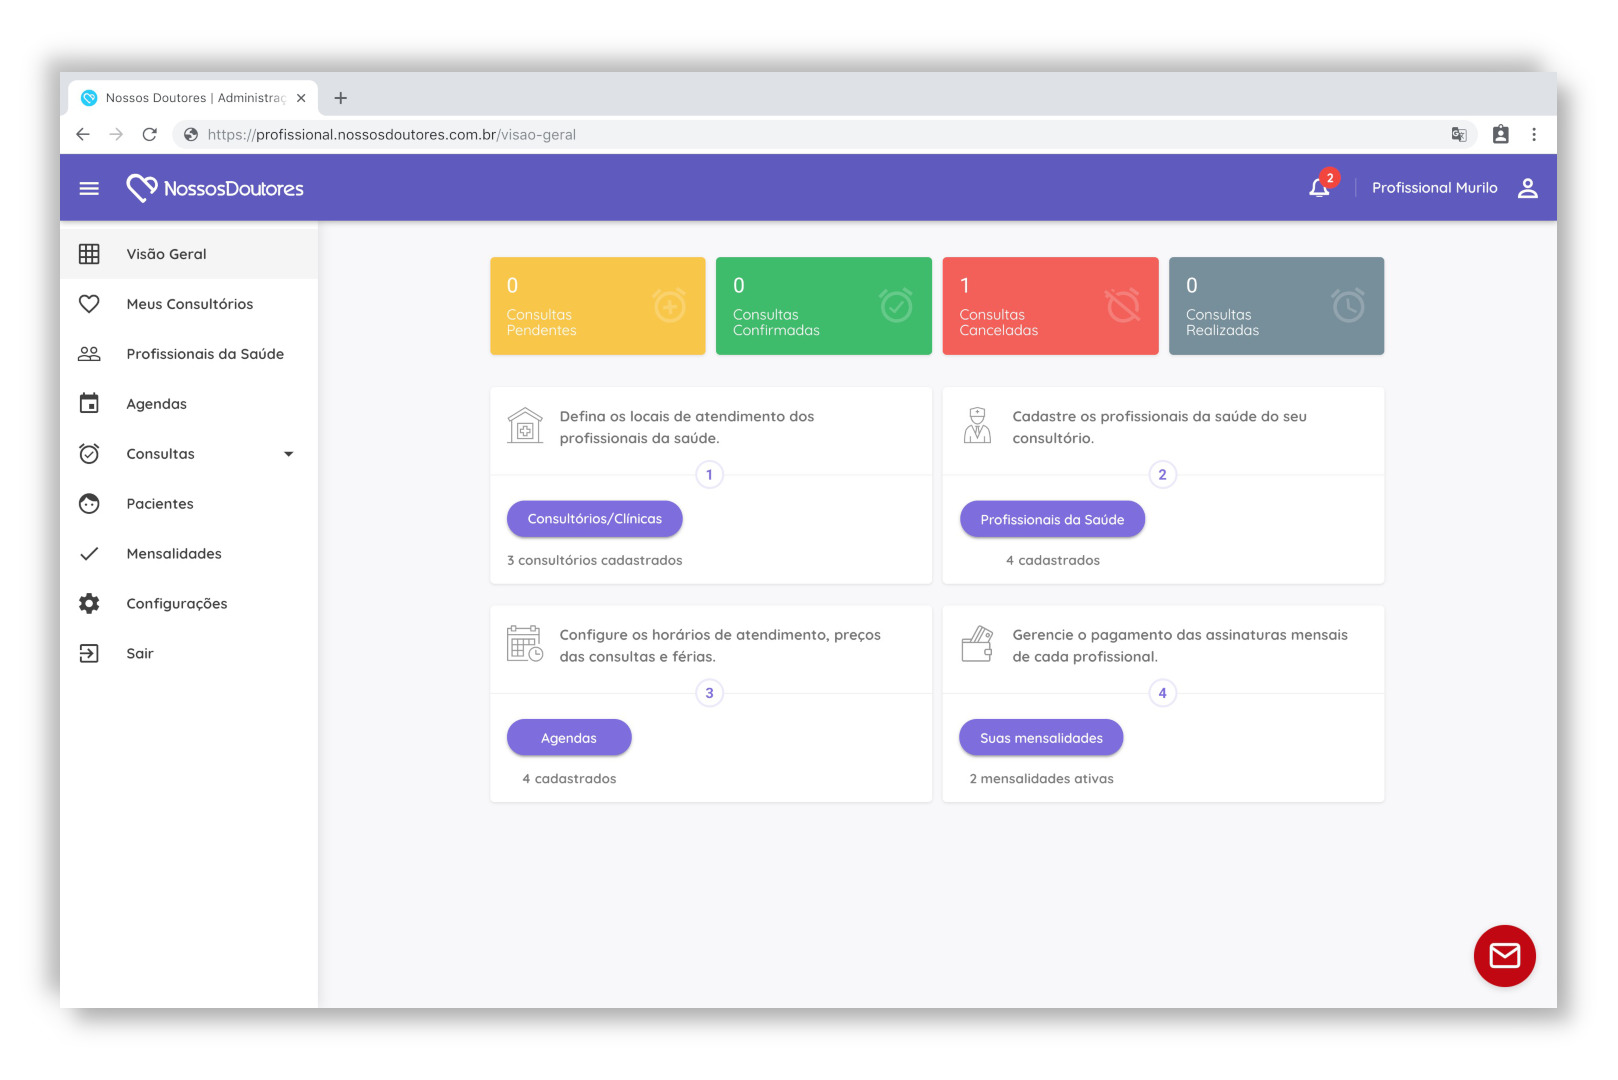 Nossos Doutores | Administraç
https://profissional.nossosdoutores.com.br/visao-geral
NossosDoutores
2
Profissional Murilo
Visão Geral
Meus Consultórios
Profissionais da Saúde
Agendas
Consultas
Pacientes
Mensalidades
Configurações
Sair
0
Consultas
Pendentes
0
Consultas
Confirmadas
1
Consultas
Canceladas
0
Consultas
Realizadas
Defina os locais de atendimento dos
profissionais da saúde.
1
Consultórios/Clínicas
3 consultórios cadastrados
Cadastre os profissionais da saúde do seu
consultório.
2
Profissionais da Saúde
4 cadastrados
Configure os horários de atendimento, preços
das consultas e férias.
3
Agendas
4 cadastrados
Gerencie o pagamento das assinaturas mensais
de cada profissional.
4
Suas mensalidades
2 mensalidades ativas